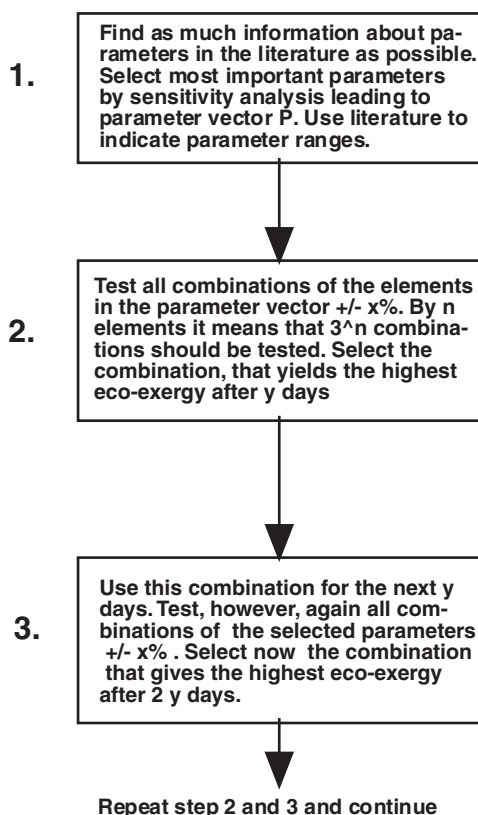 1.
Find as much information about pa-
rameters in the literature as possible.
Select most important parameters
by sensitivity analysis leading to
parameter vector P. Use literature to
indicate parameter ranges.
2.
Test all combinations of the elements
in the parameter vector +/- x%. By n
elements it means that 3^n combina-
tions should be tested. Select the
combination, that yields the highest
eco-exergy after y days
3.
Use this combination for the next y
days. Test, however, again all com-
binations of the selected parameters
+/- x% . Select now the combination
that gives the highest eco-exergy
after 2 y days.
Repeat step 2 and 3 and continue